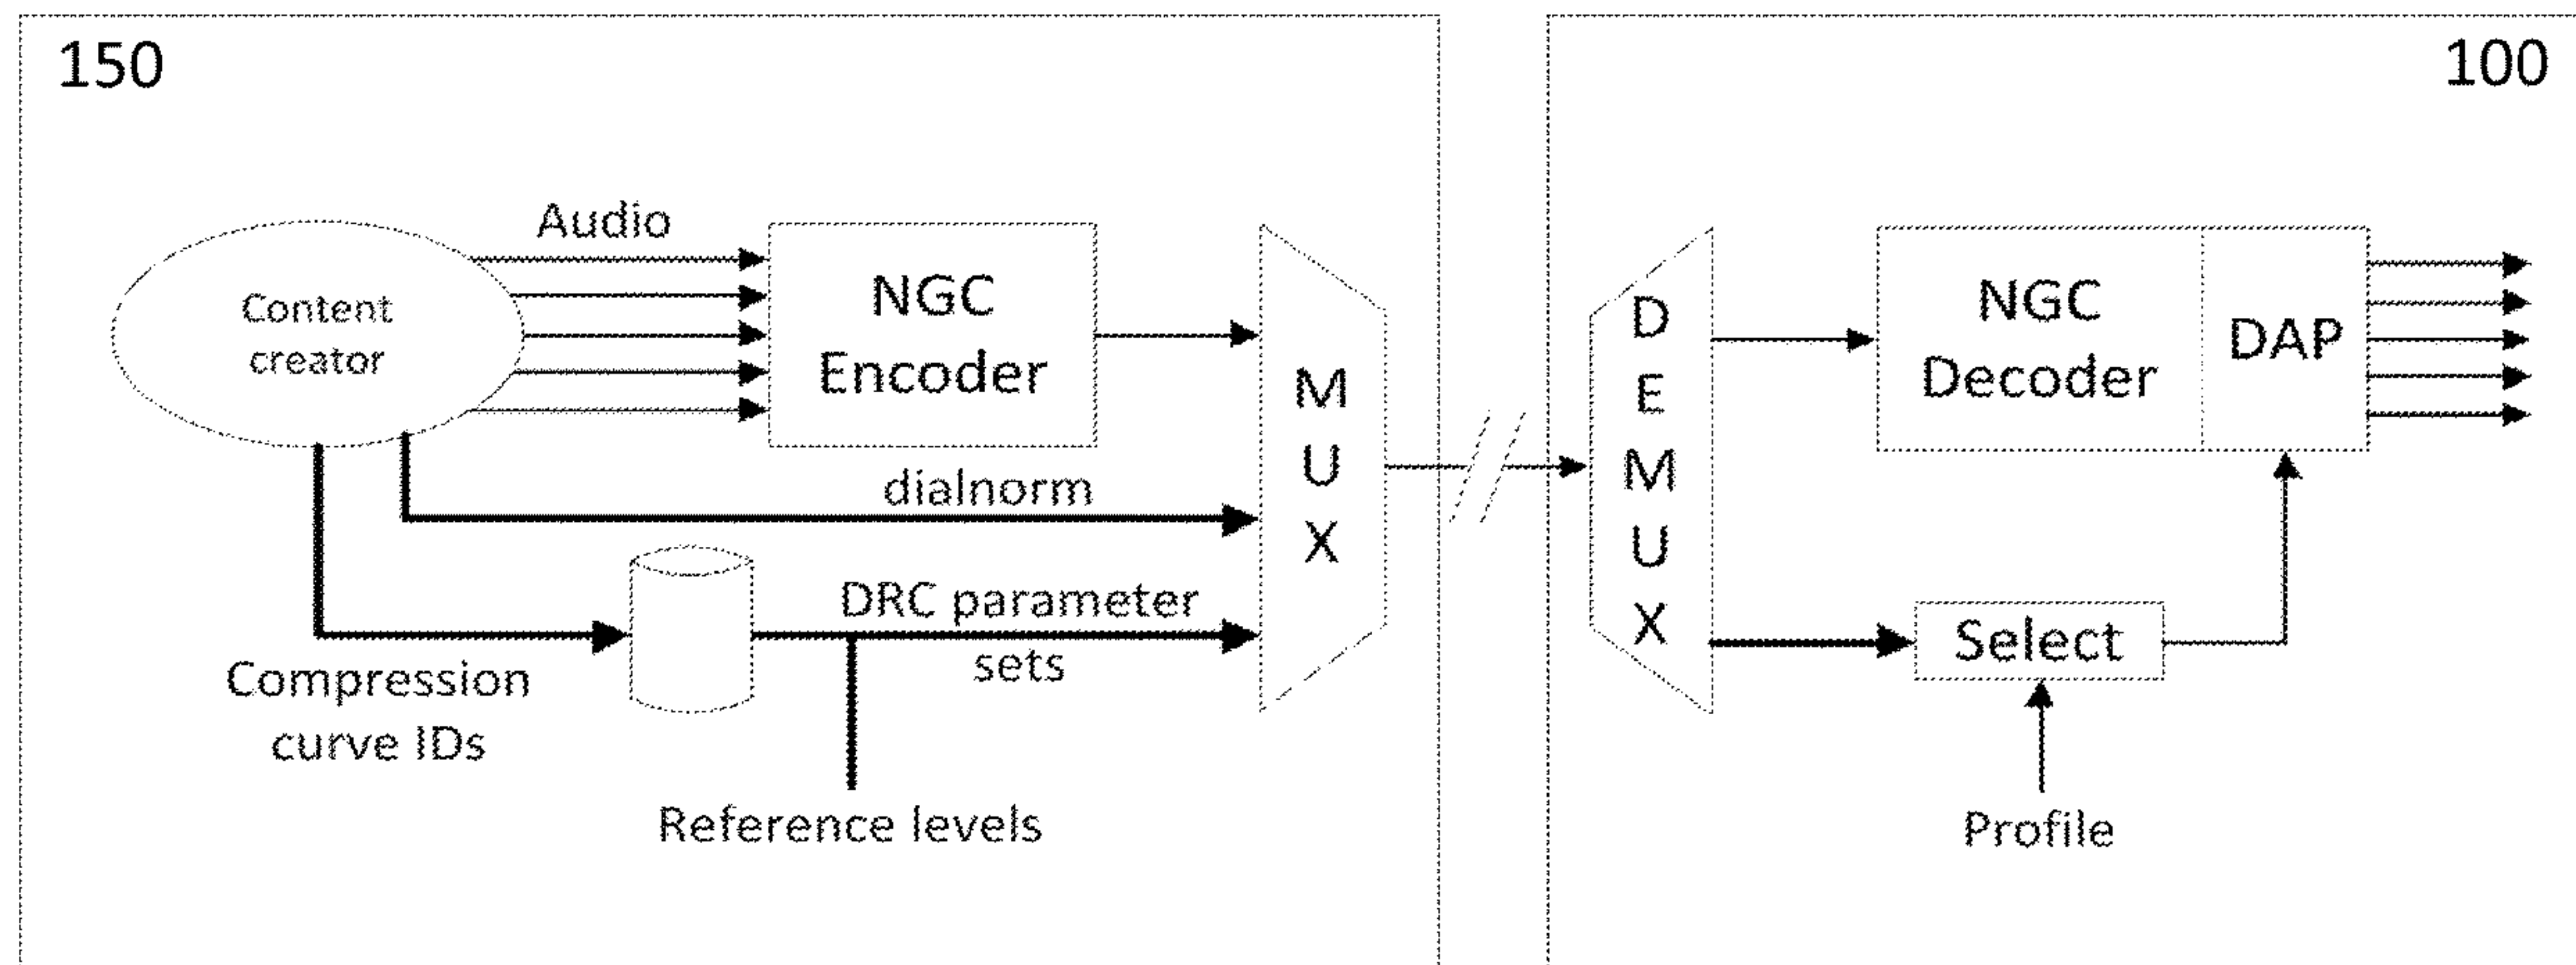 150
100
Audio
Content
creator
NGC
Encoder
dialnorm
DRC parameter
sets
Compression
curve IDs
Reference levels
M
U
X
D
E
M
U
X
NGC
Decoder
DAP
Select
Profile